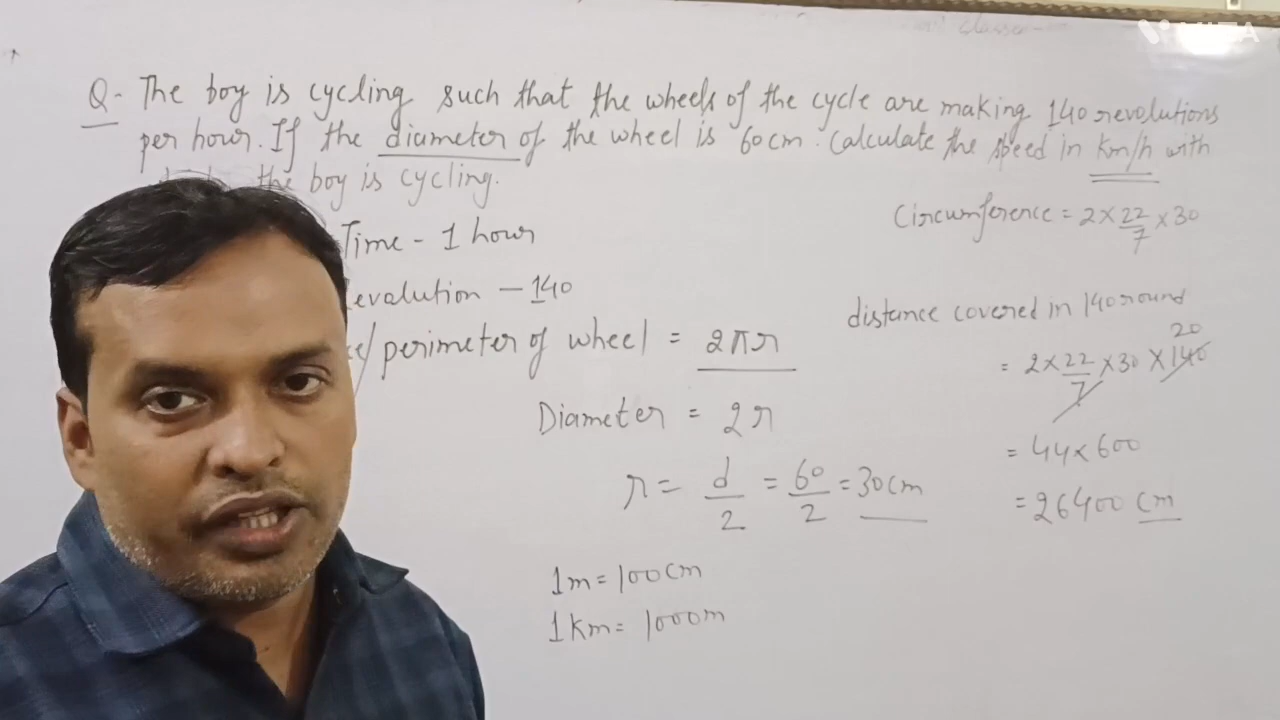 Q- The boy is cycling such that the wheels of the cycle are making 140 revolutions
per hour. If the diameter of the wheel is 60cm. Calculate the speed in Km/h with
the boy is cycling.
Circumference = 2 × 22/7 × 30
Time - 1 hour
evalution - 140
distance covered in 140 round
/perimeter of wheel = 2πr
20
= 2 × 22/7 × 30 × 140
Diameter = 2r
= 44 × 600
r = d/2 = 60/2 = 30cm
= 26400 cm
1m = 100cm
1km = 1000m